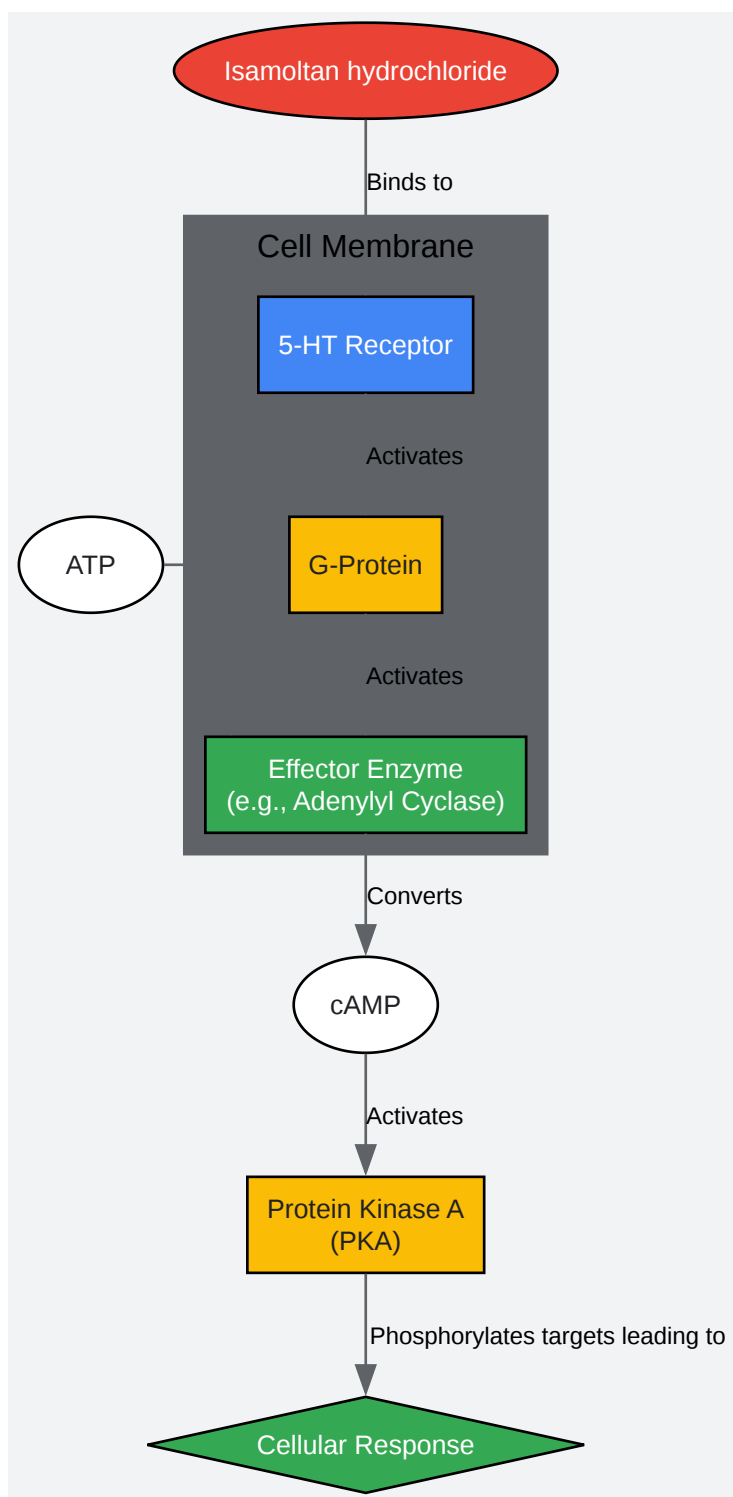 Isamoltan hydrochloride
Binds to
Cell Membrane
5-HT Receptor
Activates
ATP
G-Protein
Activates
Effector Enzyme
(e.g., Adenylyl Cyclase)
Converts
cAMP
Activates
Protein Kinase A
(PKA)
Phosphorylates targets leading to
Cellular Response